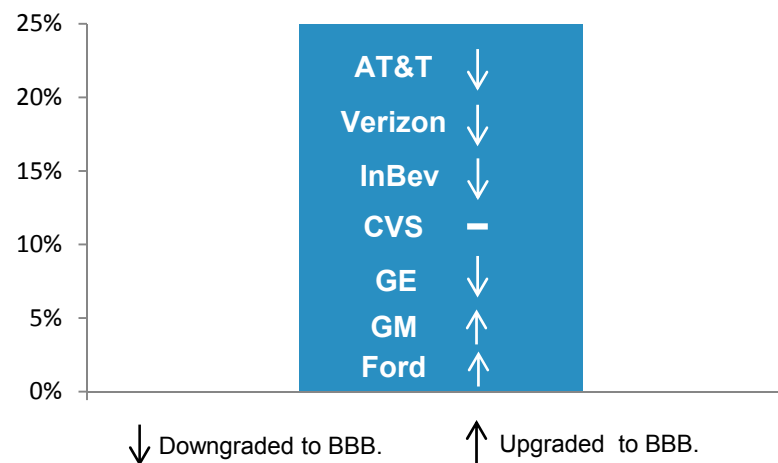 25%
20%
15%
10%
5%
0%
AT&T ↓
Verizon ↓
InBev ↓
CVS –
GE ↓
GM ↑
Ford ↑
↓ Downgraded to BBB.
↑ Upgraded to BBB.